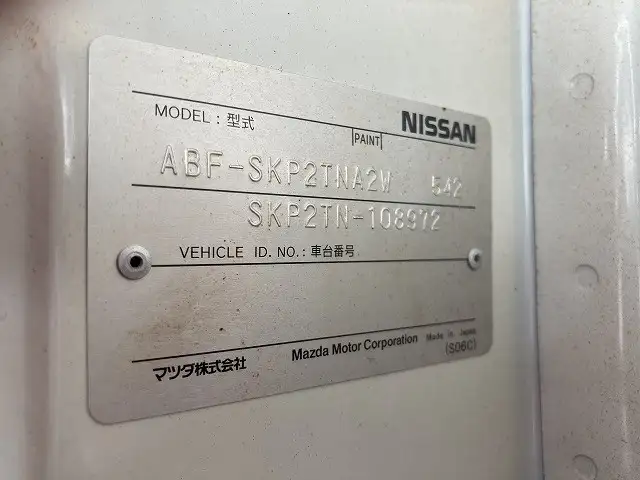 NISSAN
MODEL : 型式
PAINT
ABF-SKP2TNA2W 542
SKP2TN-108972
VEHICLE ID. NO. : 車台番号
マツダ株式会社 Mazda Motor Corporation Made in Japan
(S06C)